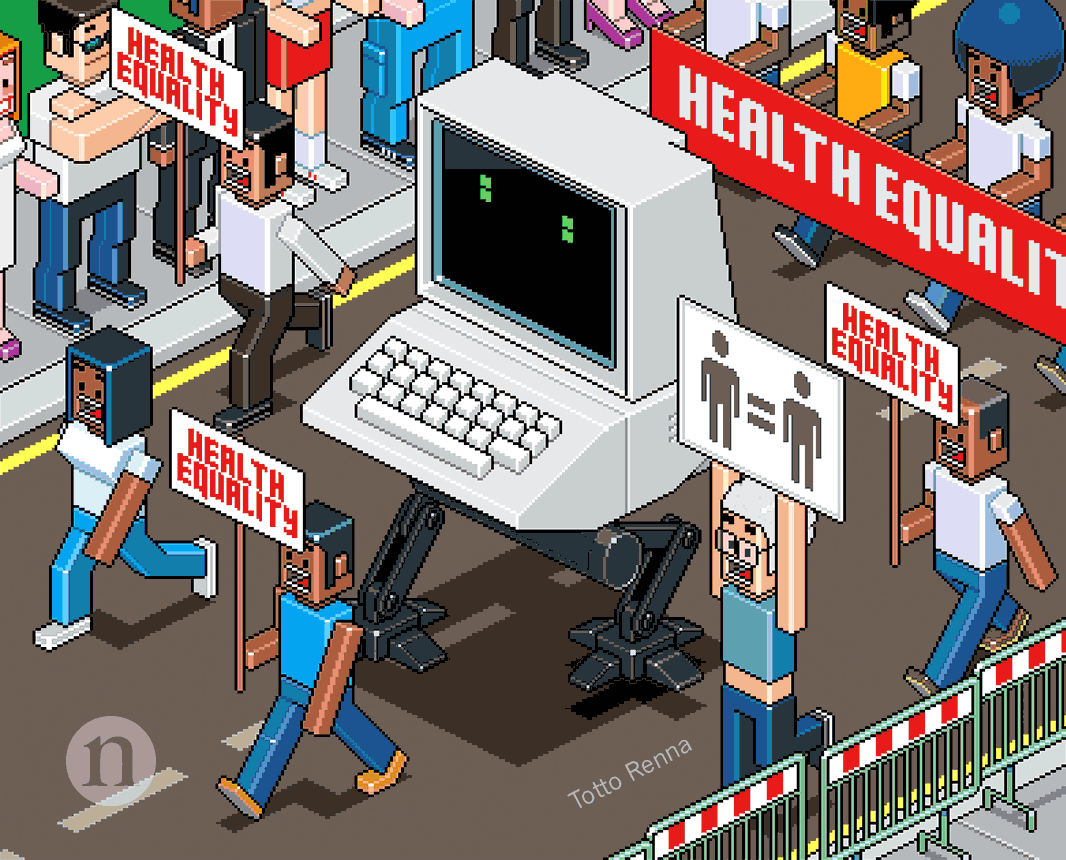 HEALTH
EQUALITY
HEALTH EQUALIT
HEALTH
EQUALITY
=
HEALTH
EQUALITY
n
Totto Renna